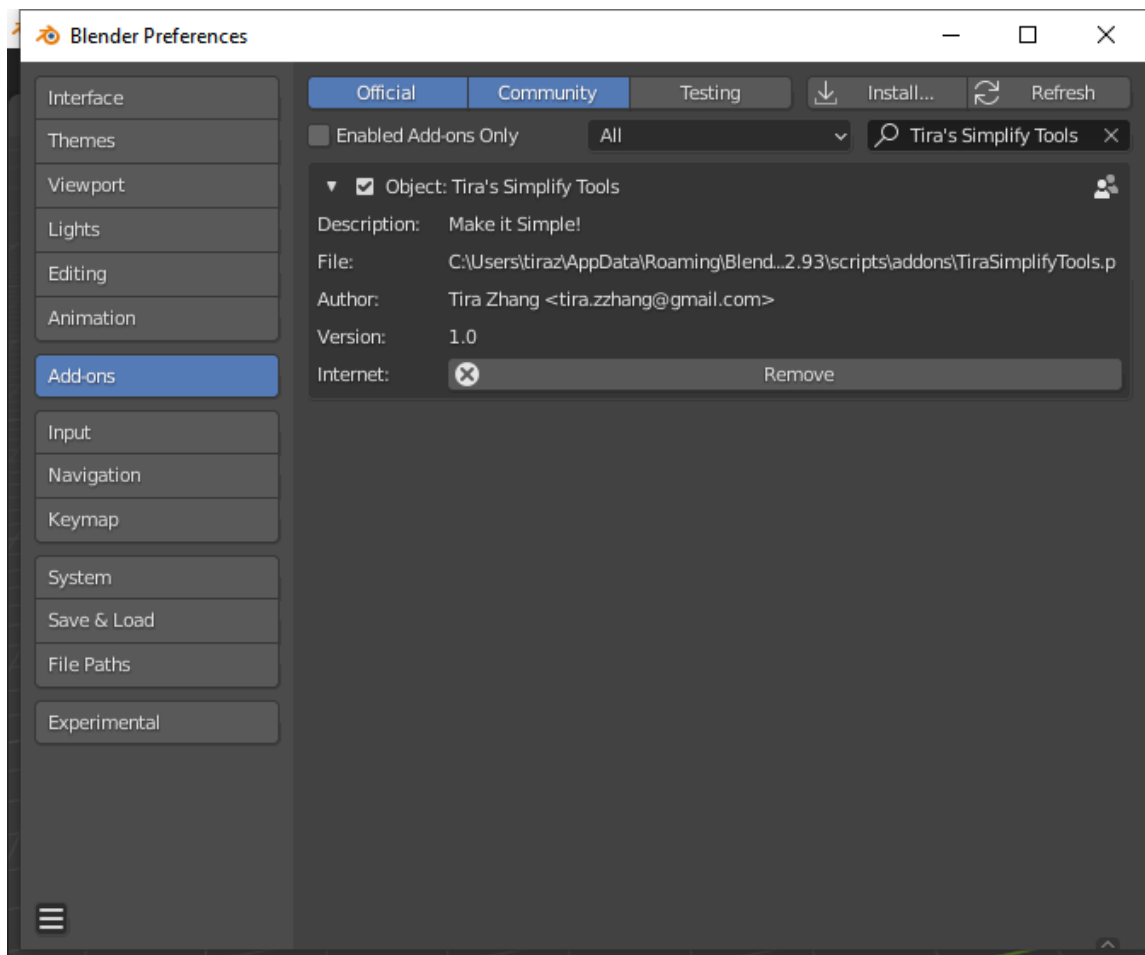 Blender Preferences
Interface
Themes
Viewport
Lights
Editing
Animation
Add-ons
Input
Navigation
Keymap
System
Save & Load
File Paths
Experimental
Official Community Testing Install... Refresh
Enabled Add-ons Only All Tira's Simplify Tools
Object: Tira's Simplify Tools
Description: Make it Simple!
File: C:\Users\tiraz\AppData\Roaming\Blend...2.93\scripts\addons\TiraSimplifyTools.p
Author: Tira Zhang <tira.zzhang@gmail.com>
Version: 1.0
Internet: Remove